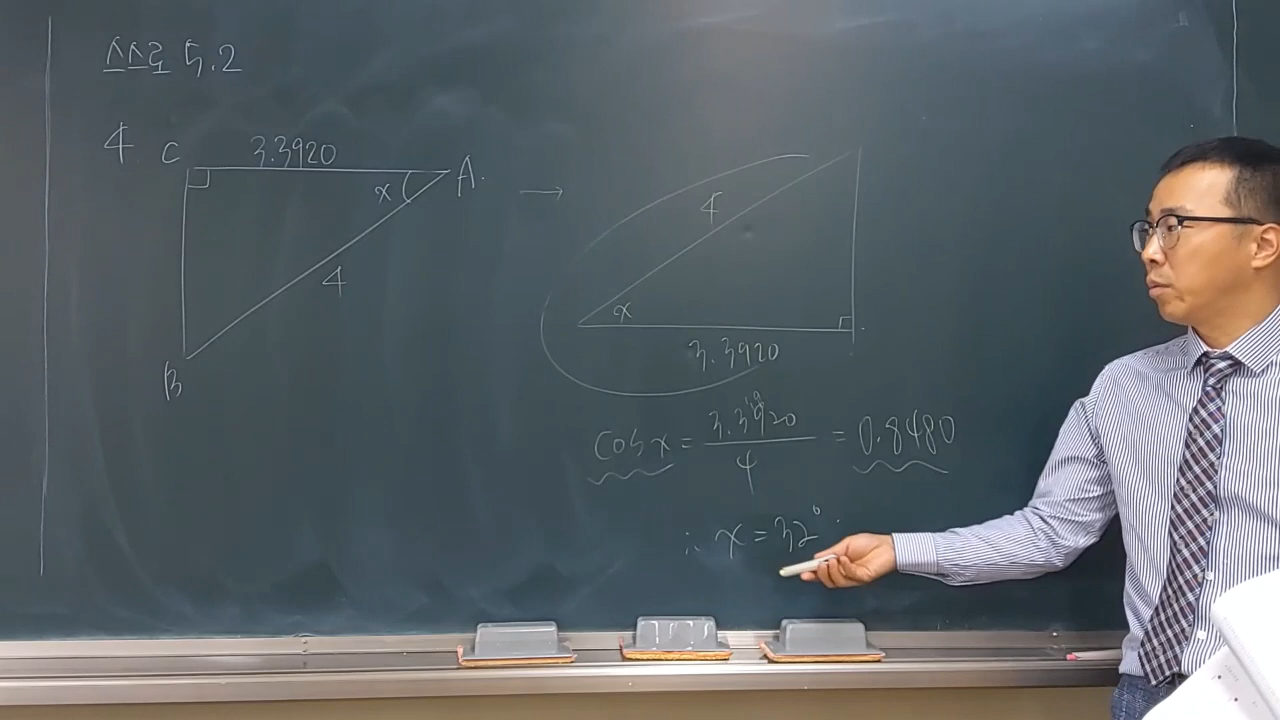 스스로 5.2
4
C 3.3920 A.
x
4
B
→
4
x
3.3920
cos x = 3.3920 / 4 = 0.8480
∴ x = 32°